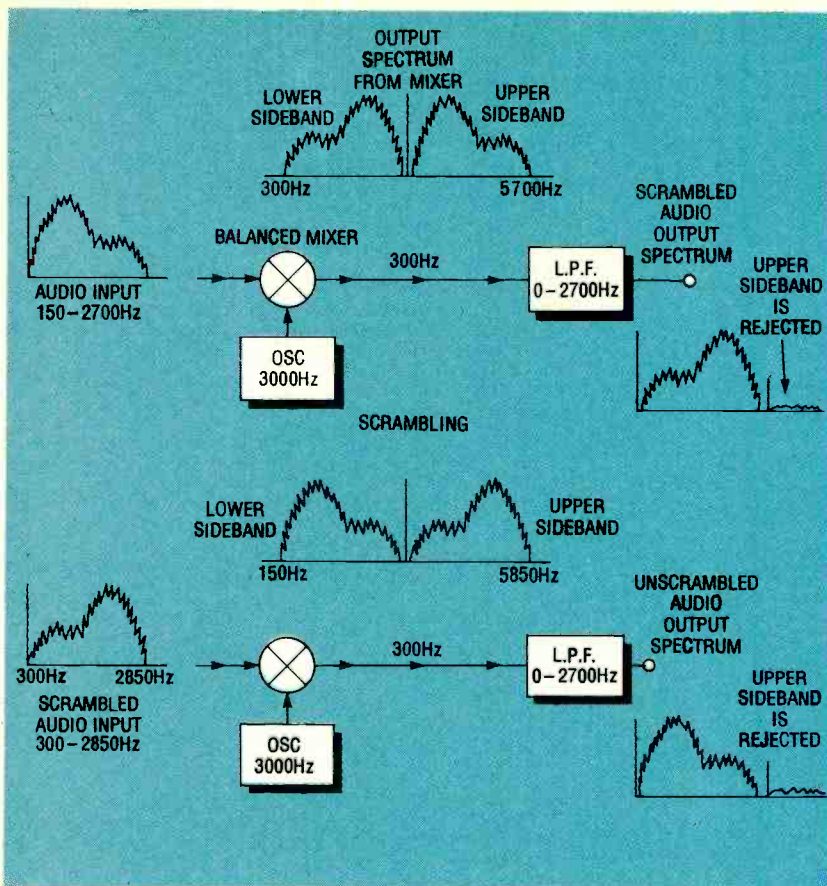 OUTPUT
SPECTRUM
FROM MIXER
LOWER
SIDEBAND
UPPER
SIDEBAND
300Hz
5700Hz
SCRAMBLED
AUDIO
OUTPUT
SPECTRUM
BALANCED MIXER
300Hz
L.P.F.
0-2700Hz
UPPER
SIDEBAND
IS
REJECTED
AUDIO INPUT
150-2700Hz
OSC
3000Hz
SCRAMBLING
LOWER
SIDEBAND
UPPER
SIDEBAND
150Hz
5850Hz
UNSCRAMBLED
AUDIO
OUTPUT
SPECTRUM
300Hz
L.P.F.
0-2700Hz
300Hz
2850Hz
SCRAMBLED
AUDIO INPUT
300-2850Hz
OSC
3000Hz
UPPER
SIDEBAND
IS
REJECTED